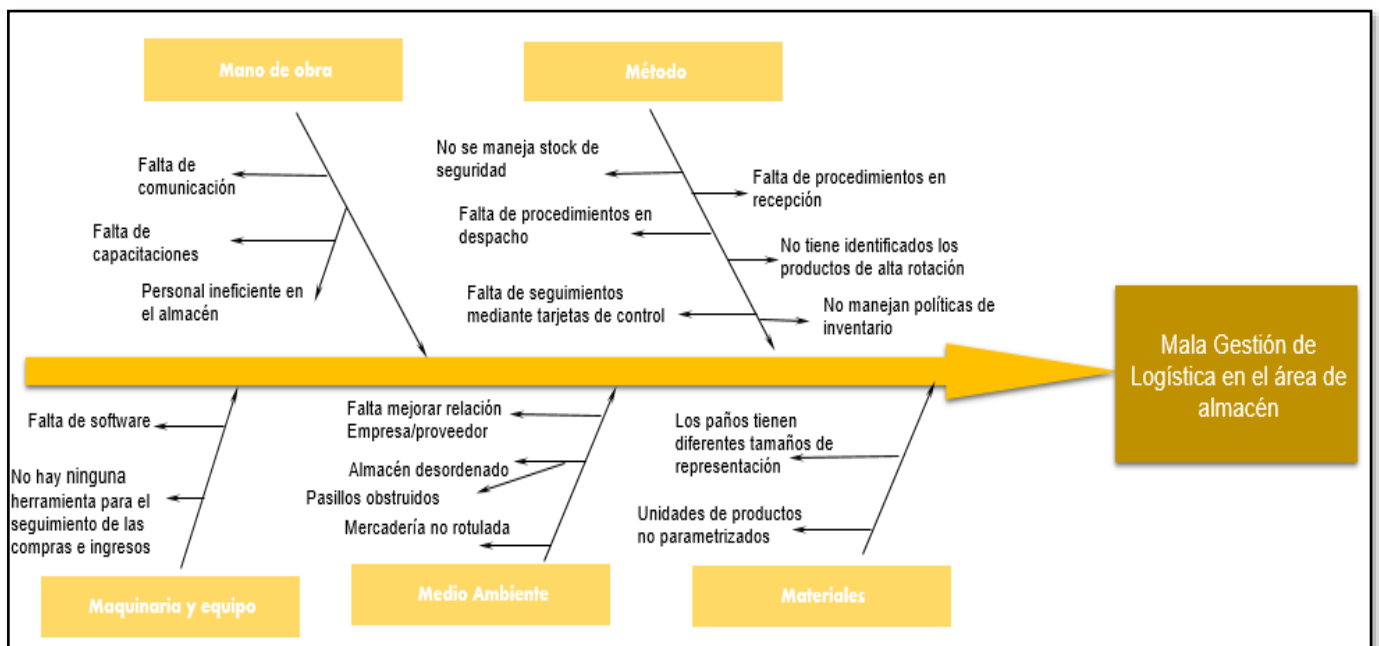 Mano de obra
Método
Falta de
comunicación
Falta de
capacitaciones
Personal ineficiente en
el almacén
No se maneja stock de
seguridad
Falta de procedimientos en
recepción
Falta de procedimientos en
despacho
No tiene identificados los
productos de alta rotación
Falta de seguimientos
mediante tarjetas de control
No manejan políticas de
inventario
Mala Gestión de
Logística en el área de
almacén
Falta de software
No hay ninguna
herramienta para el
seguimiento de las
compras e ingresos
Falta mejorar relación
Empresa/proveedor
Almacén desordenado
Pasillos obstruidos
Mercadería no rotulada
Los paños tienen
diferentes tamaños de
representación
Unidades de productos
no parametrizados
Maquinaria y equipo
Medio Ambiente
Materiales